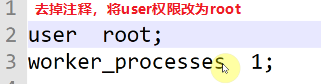 去掉注释，将user权限改为root
2 user  root;
3 worker_processes  1;